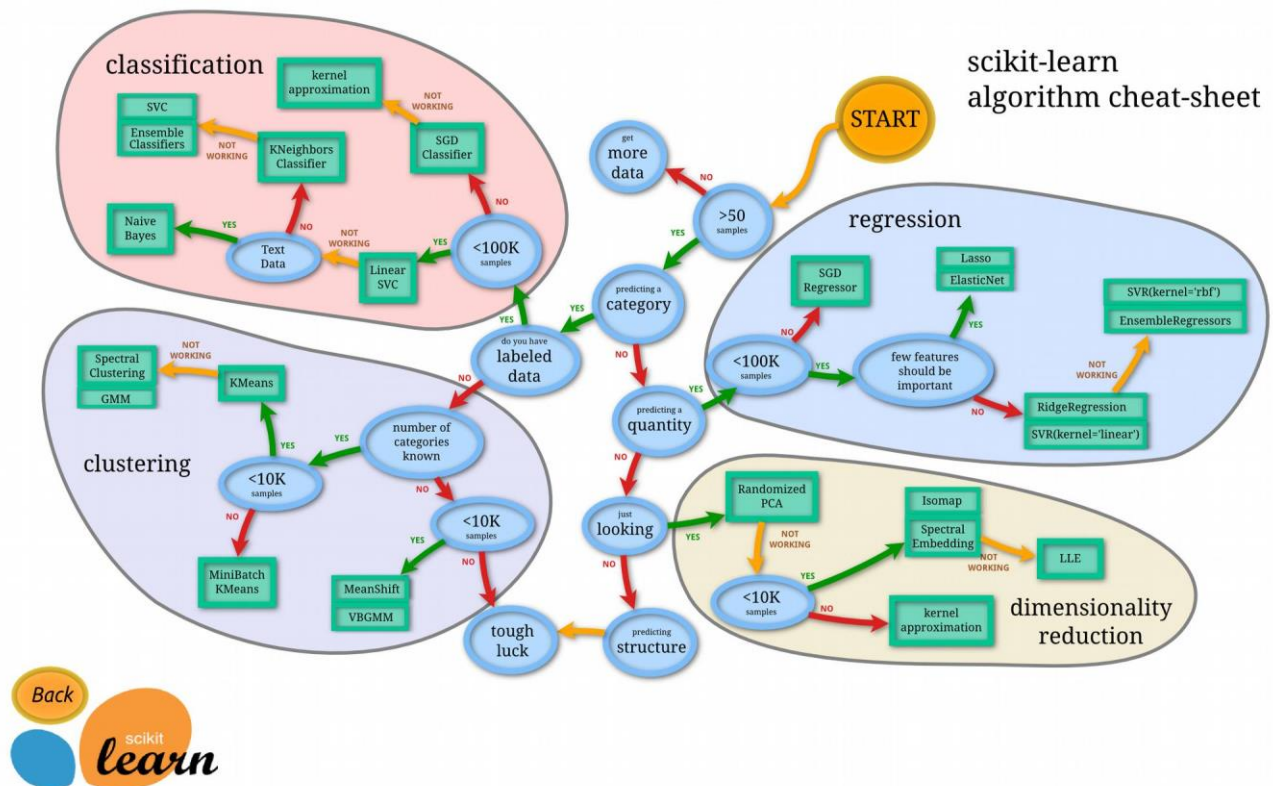 scikit-learn
algorithm cheat-sheet
START
classification
kernel
approximation
NOT
WORKING
SVC
Ensemble
Classifiers
NOT
WORKING
KNeighbors
Classifier
SGD
Classifier
NO
Naive
Bayes
YES
NO
Text
Data
NOT
WORKING
Linear
SVC
YES
<100K
samples
YES
get
more
data
NO
>50
samples
YES
predicting a
category
YES
NO
do you have
labeled
data
NO
predicting a
quantity
YES
NO
just
looking
YES
NO
predicting
structure
tough
luck
regression
SGD
Regressor
NO
<100K
samples
YES
Lasso
ElasticNet
YES
few features
should be
important
NO
SVR(kernel='rbf')
EnsembleRegressors
NOT
WORKING
RidgeRegression
SVR(kernel='linear')
clustering
Spectral
Clustering
GMM
NOT
WORKING
KMeans
YES
number of
categories
known
YES
NO
<10K
samples
NO
MiniBatch
KMeans
<10K
samples
YES
NO
MeanShift
VBGMM
Randomized
PCA
NOT
WORKING
<10K
samples
YES
NO
Isomap
Spectral
Embedding
NOT
WORKING
LLE
kernel
approximation
dimensionality
reduction
Back
scikit
learn